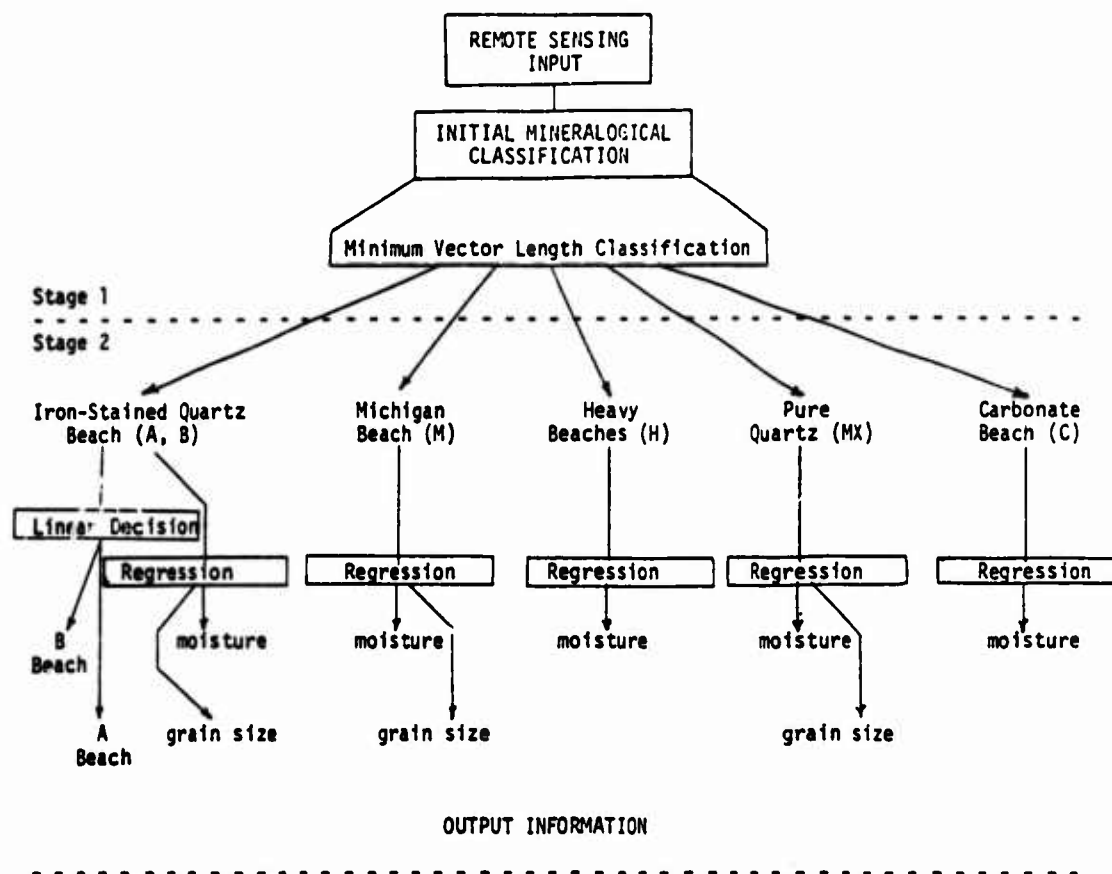 REMOTE SENSING
INPUT
INITIAL MINERALOGICAL
CLASSIFICATION
Minimum Vector Length Classification
Stage 1
Stage 2
Iron-Stained Quartz
Beach (A, B)
Michigan
Beach (M)
Heavy
Beaches (H)
Pure
Quartz (MX)
Carbonate
Beach (C)
Linear Decision
Regression
Regression
Regression
Regression
Regression
B
Beach
moisture
moisture
moisture
moisture
moisture
A
Beach
grain size
grain size
grain size
OUTPUT INFORMATION